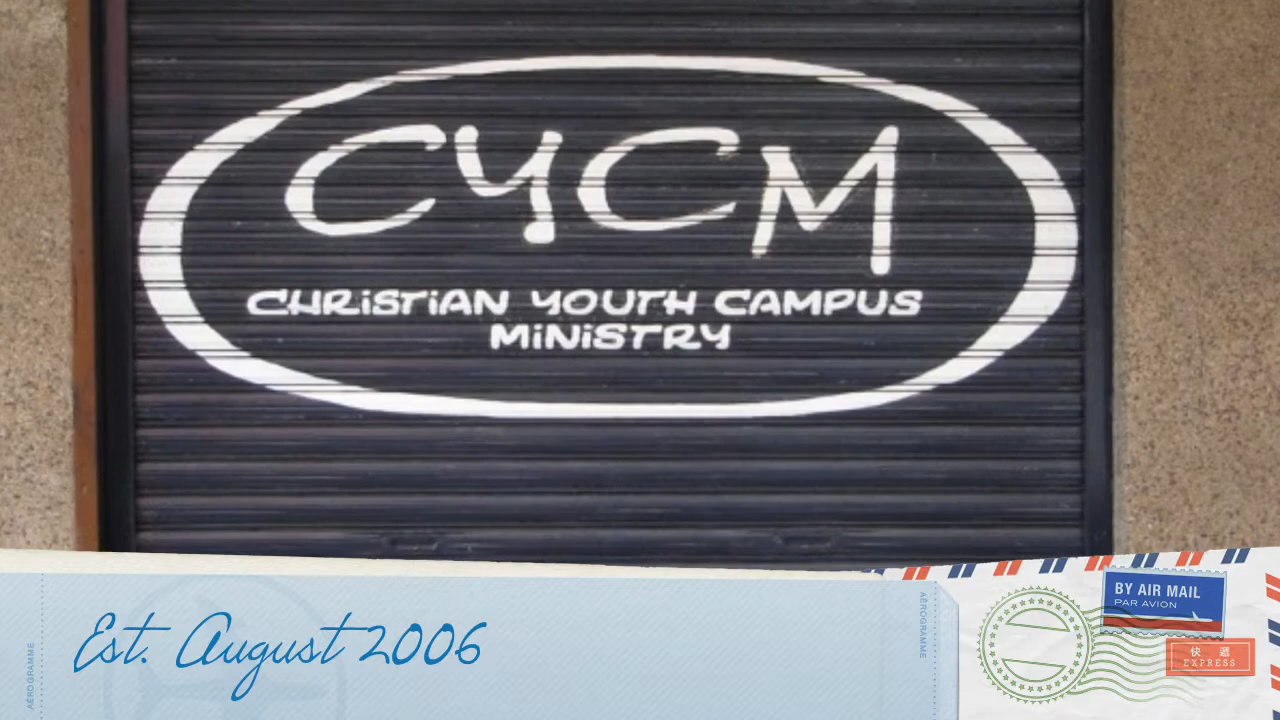 CYCM
CHRiSTiAN YOUTH CAMPUS
MiNiSTRY
Est. August 2006
AÉROGRAMME
AÉROGRAMME
BY AIR MAIL
PAR AVION
快遞
EXPRESS